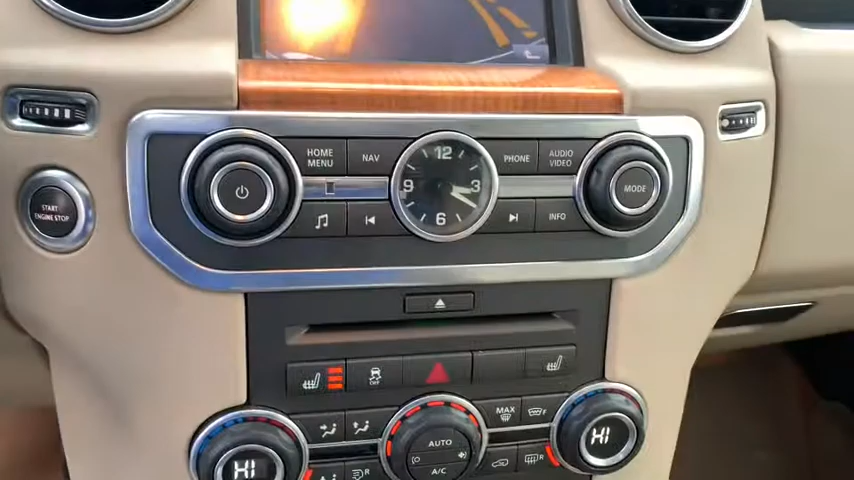 HOME
MENU
NAV
12
PHONE
AUDIO
VIDEO
9
3
6
MODE
START
ENGINE STOP
INFO
MAX
R
AUTO
A/C
HI
HI